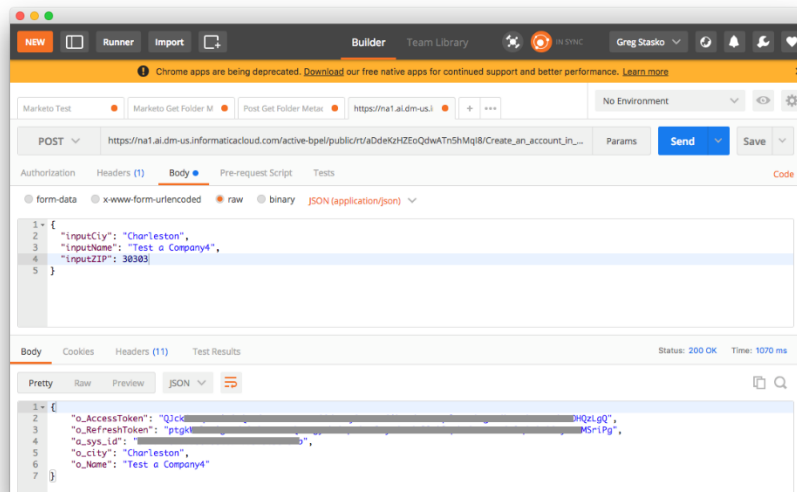 NEW Runner Import Builder Team Library IN SYNC Greg Stasko
Chrome apps are being deprecated. Download our free native apps for continued support and better performance. Learn more
Marketo Test Marketo Get Folder M Post Get Folder Metac https://na1.ai.dm-us.i + ••• No Environment
POST https://na1.ai.dm-us.informaticacloud.com/active-bpel/public/rt/aDdeKzHZEoQdwATn5hMqI8/Create_an_account_in_... Params Send Save
Authorization Headers (1) Body Pre-request Script Tests Code
form-data x-www-form-urlencoded raw binary JSON (application/json)
1 {
2 "inputCiy": "Charleston",
3 "inputName": "Test a Company4",
4 "inputZIP": 30303
5 }
Body Cookies Headers (11) Test Results Status: 200 OK Time: 1070 ms
Pretty Raw Preview JSON
1 {
2 "o_AccessToken": "QJck DHQzLgQ",
3 "o_RefreshToken": "ptgk MSriPg",
4 "a_sys_id": " ",
5 "o_city": "Charleston",
6 "o_Name": "Test a Company4"
7 }